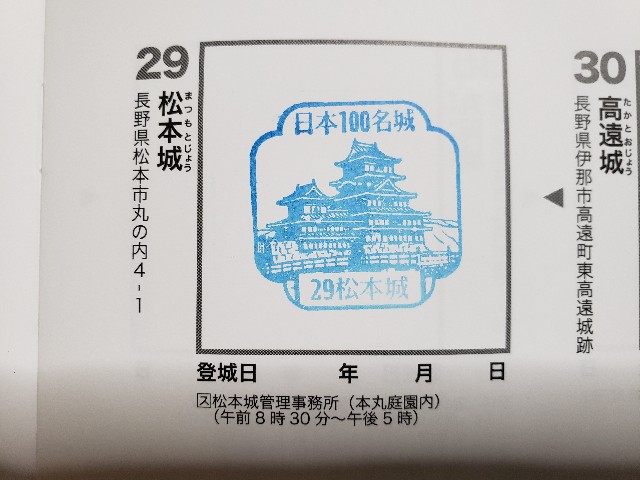 29
松本城
まつもとじょう
長野県松本市丸の内4-1
日本100名城
29松本城
登城日 年 月 日
ス松本城管理事務所（本丸庭園内）
（午前8時30分～午後5時）
30
高遠城
たかとおじょう
長野県伊那市高遠町東高遠城跡